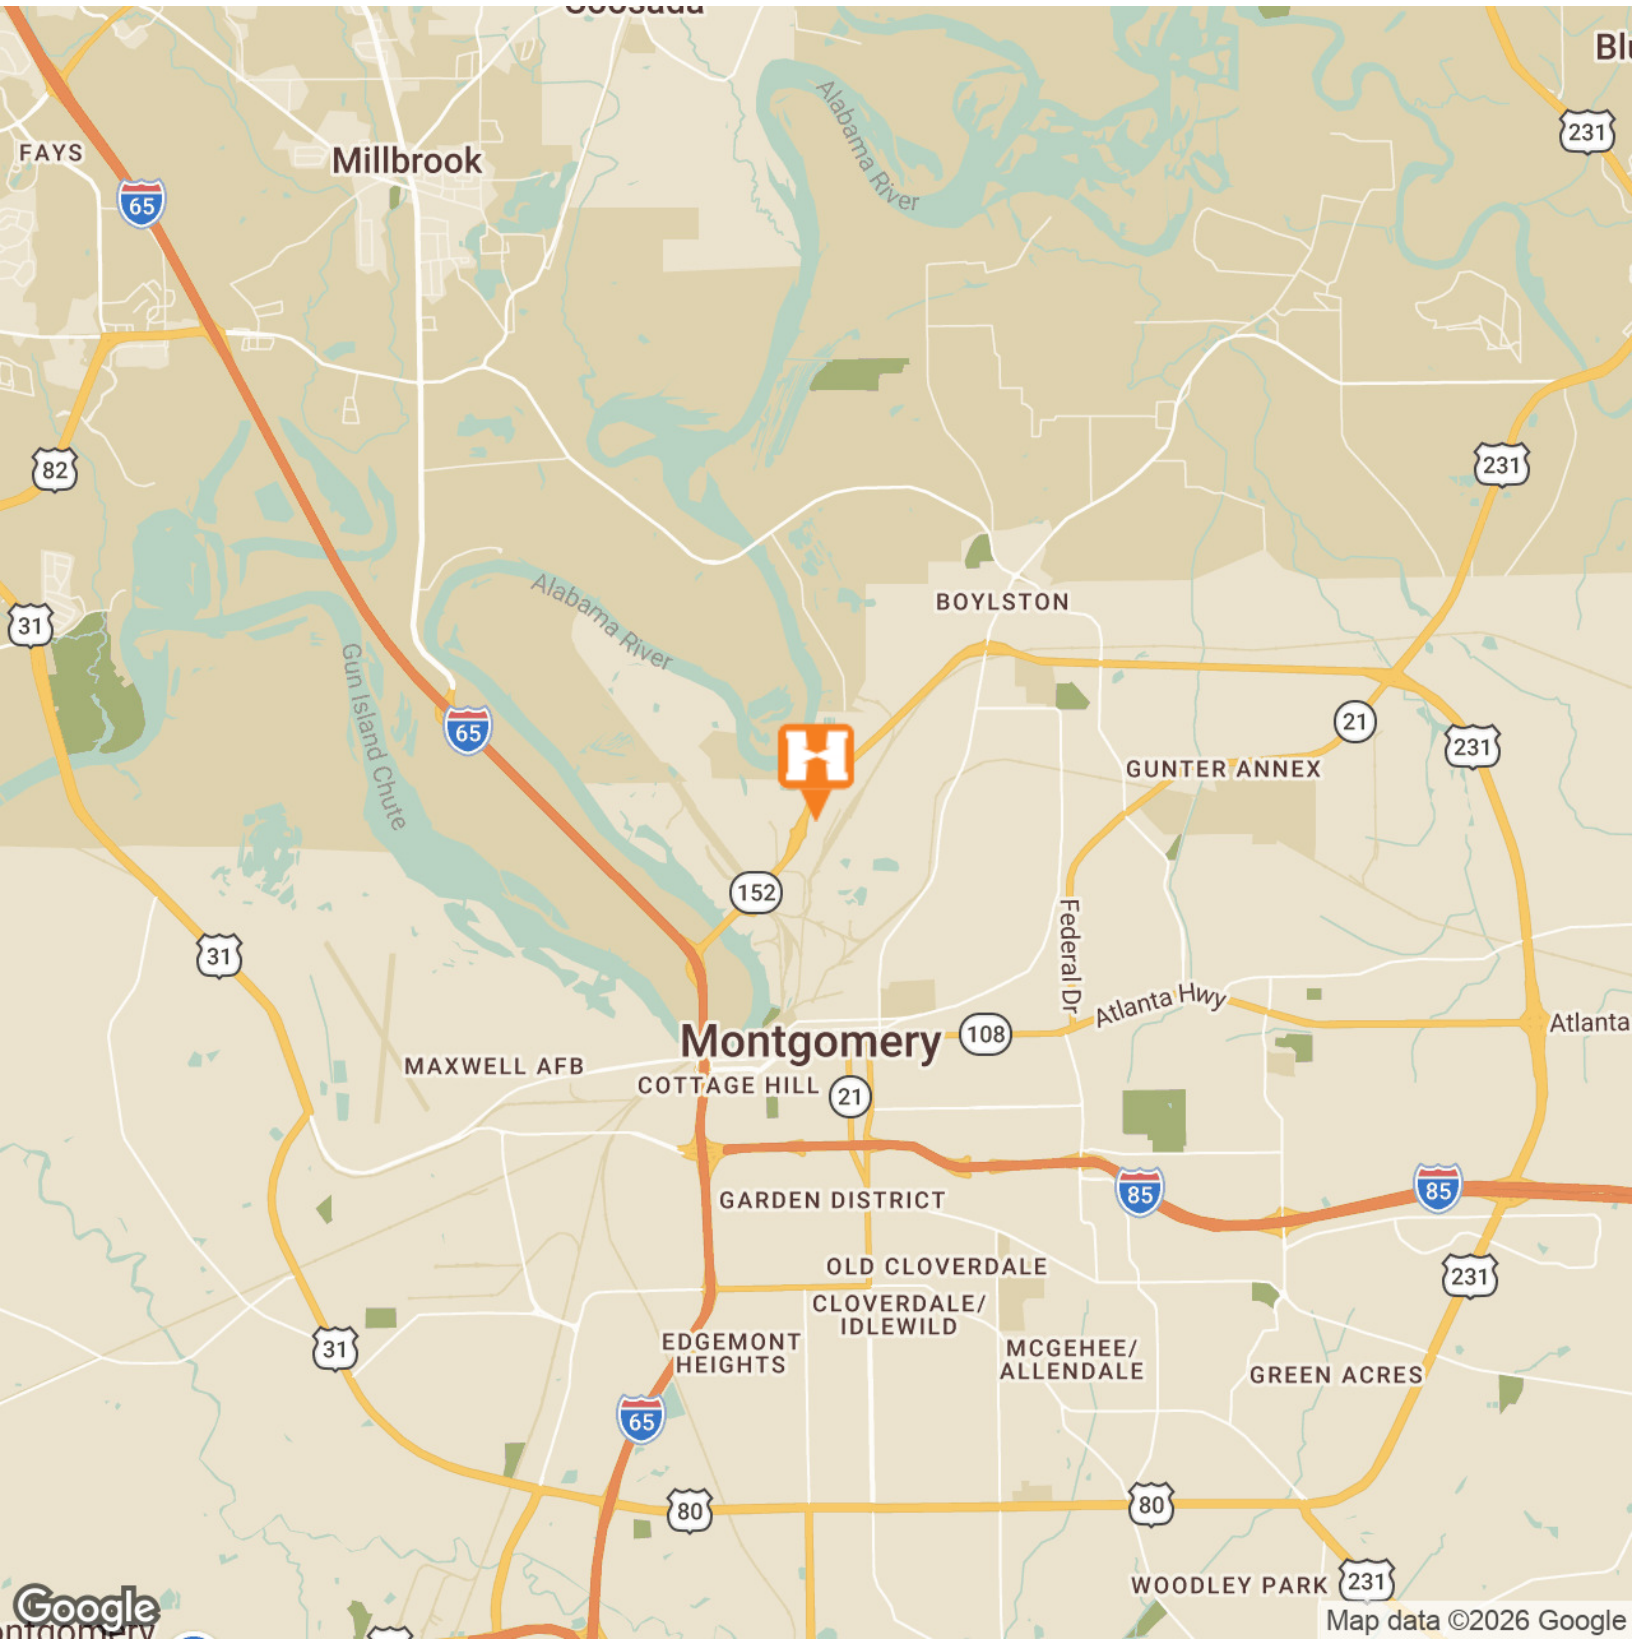 Coosada
Blu
Alabama River
231
FAYS
Millbrook
65
82
231
Alabama River
BOYLSTON
31
Gun Island Chute
65
H
21
231
GUNTER ANNEX
152
Federal Dr
31
Atlanta Hwy
Montgomery
108
Atlanta
MAXWELL AFB
COTTAGE HILL
21
85
85
GARDEN DISTRICT
OLD CLOVERDALE
231
CLOVERDALE/
IDLEWILD
EDGEMONT
HEIGHTS
31
MCGEHEE/
ALLENDALE
GREEN ACRES
65
80
80
WOODLEY PARK
231
Google
ontgomery
Map data ©2026 Google